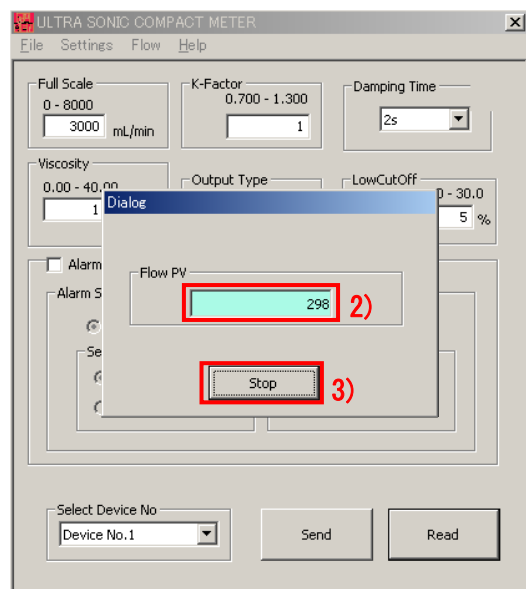 ULTRA SONIC COMPACT METER
File Settings Flow Help
Full Scale
0 - 8000
3000 mL/min
K-Factor
0.700 - 1.300
1
Damping Time
2s
Viscosity
0.00 - 40.00
1
Output Type
LowCutOff
0 - 30.0
5 %
Dialog
Flow PV
298
2)
Stop
3)
Alarm
Alarm S
Se
Select Device No
Device No.1
Send
Read